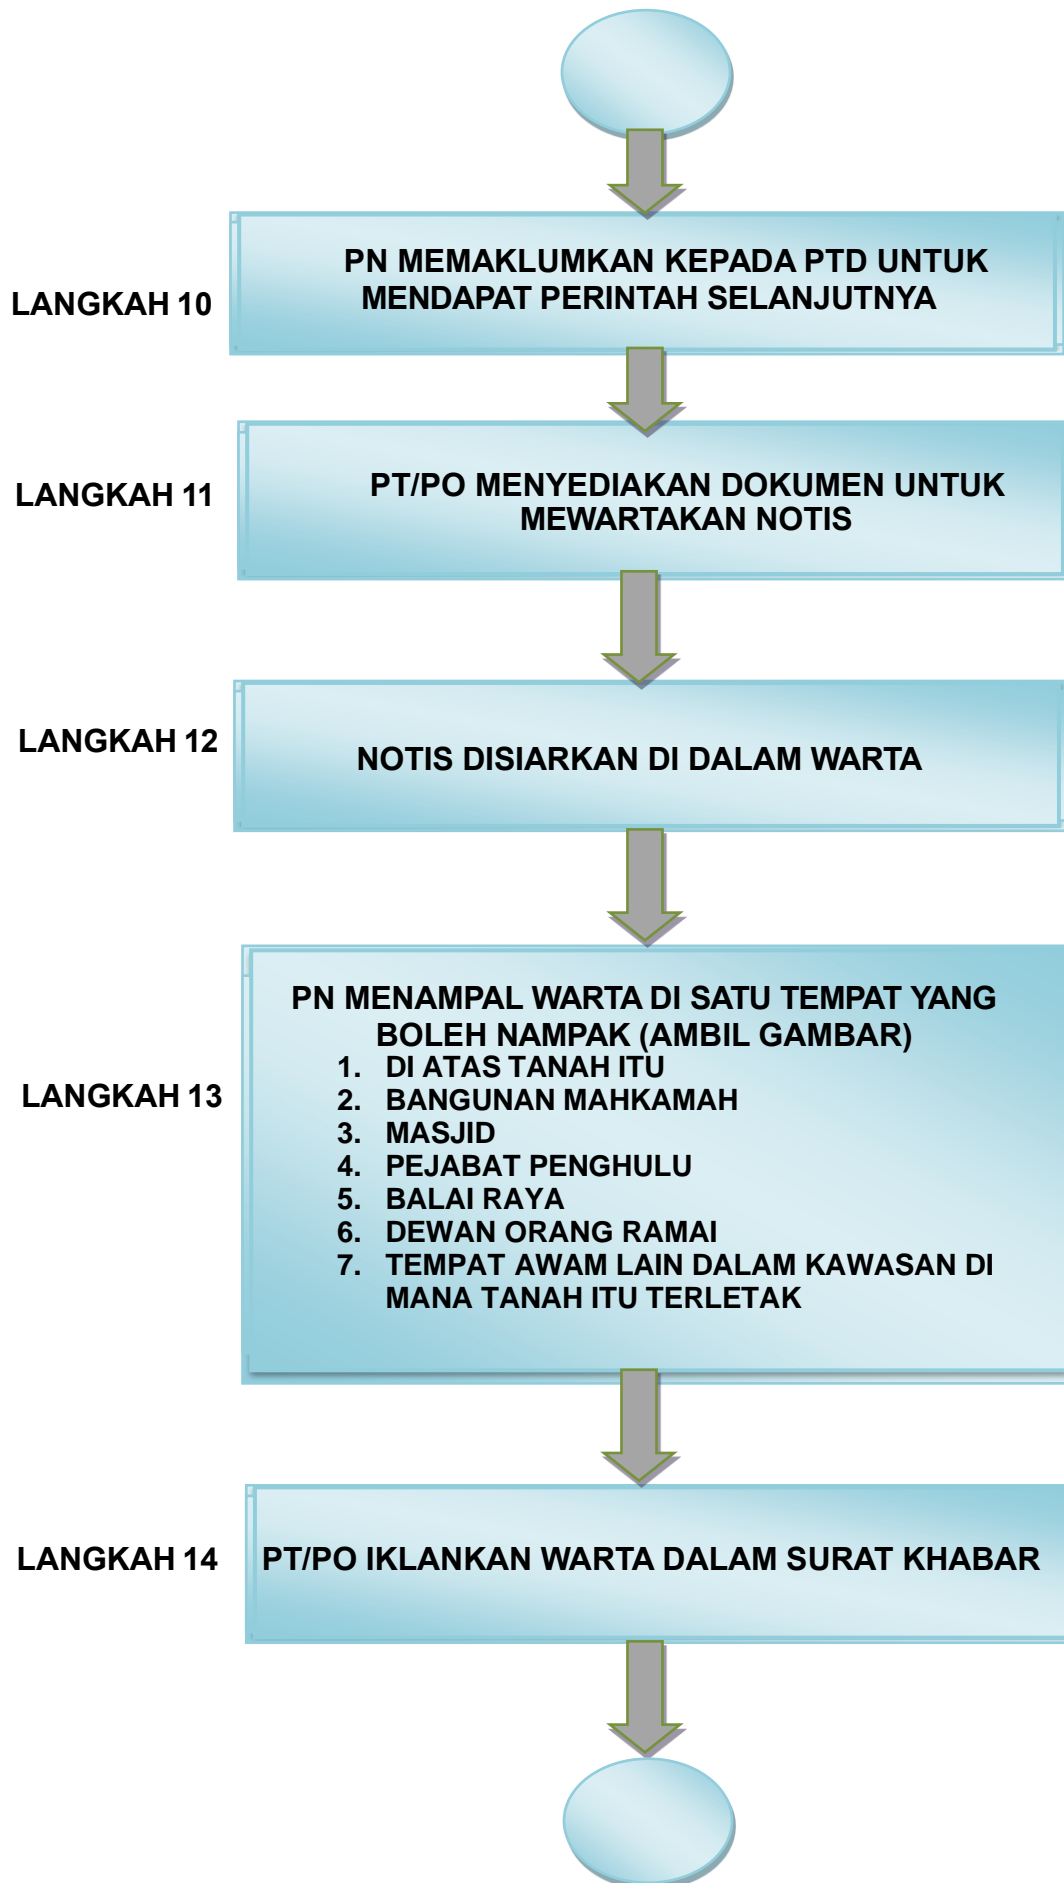 LANGKAH 10
PN MEMAKLUMKAN KEPADA PTD UNTUK
MENDAPAT PERINTAH SELANJUTNYA
LANGKAH 11
PT/PO MENYEDIAKAN DOKUMEN UNTUK
MEWARTAKAN NOTIS
LANGKAH 12
NOTIS DISIARKAN DI DALAM WARTA
LANGKAH 13
PN MENAMPAL WARTA DI SATU TEMPAT YANG
BOLEH NAMPAK (AMBIL GAMBAR)
1. DI ATAS TANAH ITU
2. BANGUNAN MAHKAMAH
3. MASJID
4. PEJABAT PENGHULU
5. BALAI RAYA
6. DEWAN ORANG RAMAI
7. TEMPAT AWAM LAIN DALAM KAWASAN DI
MANA TANAH ITU TERLETAK
LANGKAH 14
PT/PO IKLANKAN WARTA DALAM SURAT KHABAR